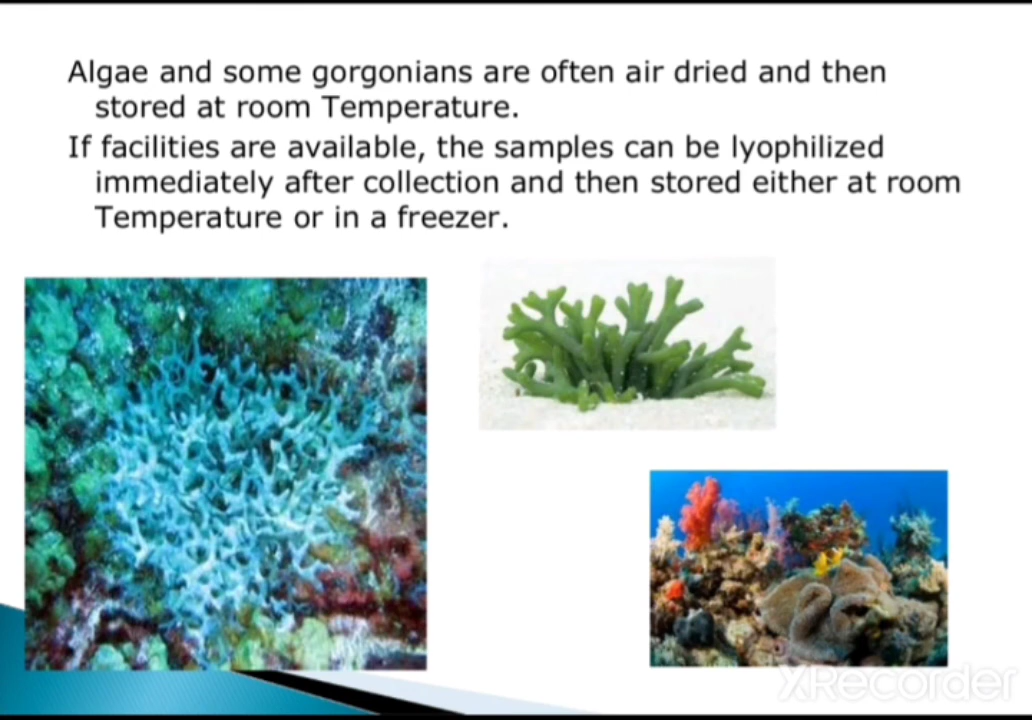 Algae and some gorgonians are often air dried and then
stored at room Temperature.
If facilities are available, the samples can be lyophilized
immediately after collection and then stored either at room
Temperature or in a freezer.
XRecorder